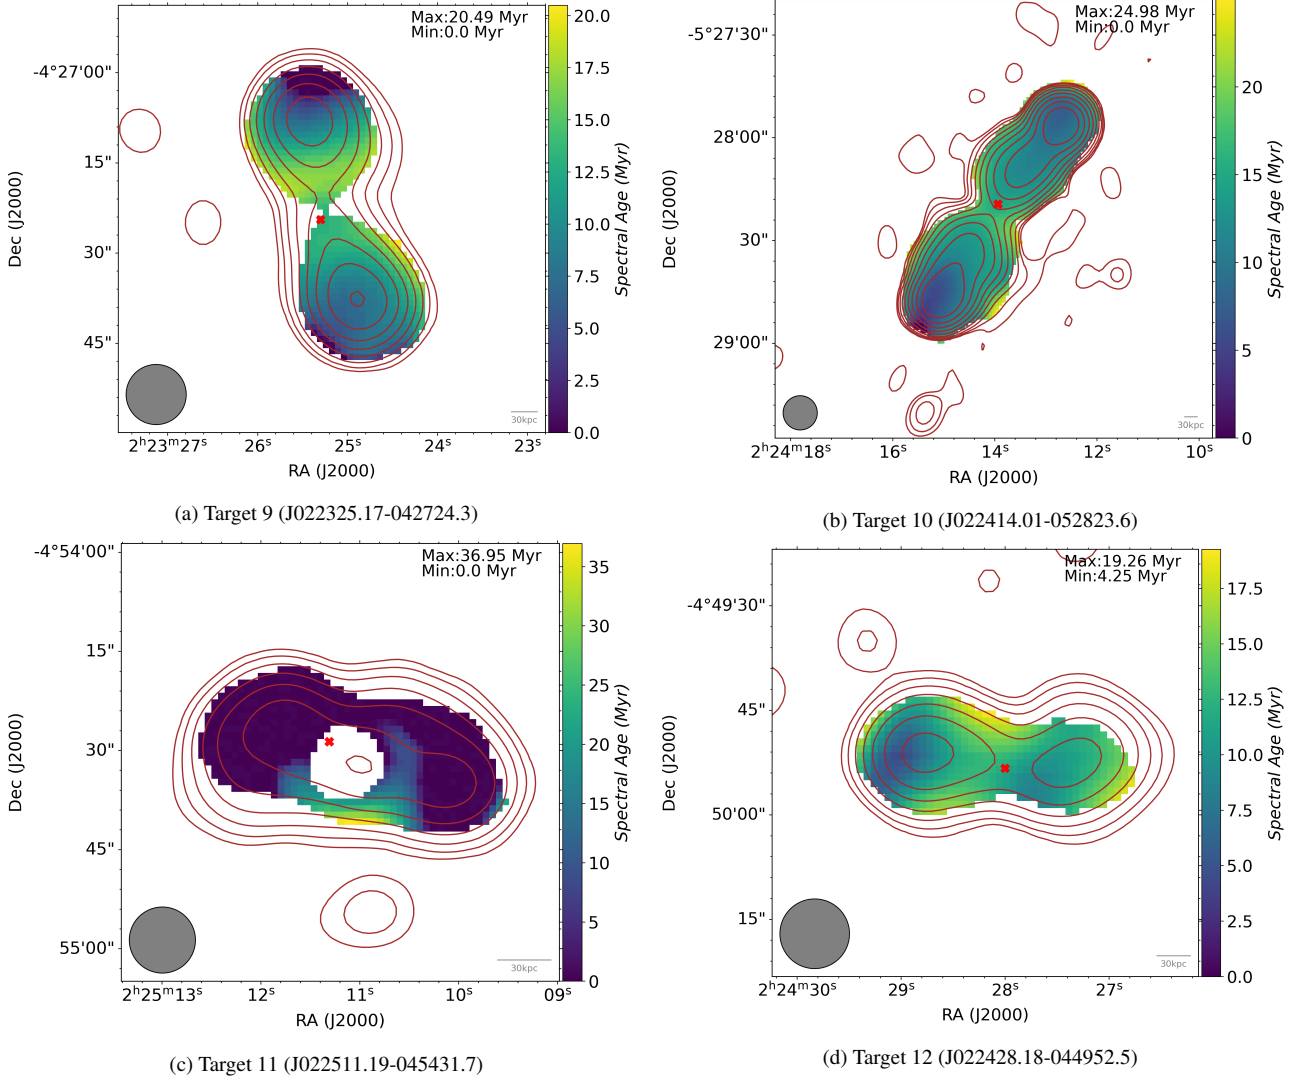 Max:20.49 Myr
Min:0.0 Myr
-4°27'00"
15"
30"
45"
Dec (J2000)
2ʰ23ᵐ27ˢ
26ˢ
25ˢ
24ˢ
23ˢ
RA (J2000)
30kpc
20.0
17.5
15.0
12.5
10.0
7.5
5.0
2.5
0.0
Spectral Age (Myr)
(a) Target 9 (J022325.17-042724.3)
Max:24.98 Myr
Min:0.0 Myr
-5°27'30"
28'00"
30"
29'00"
Dec (J2000)
2ʰ24ᵐ18ˢ
16ˢ
14ˢ
12ˢ
10ˢ
RA (J2000)
30kpc
20
15
10
5
0
Spectral Age (Myr)
(b) Target 10 (J022414.01-052823.6)
Max:36.95 Myr
Min:0.0 Myr
-4°54'00"
15"
30"
45"
55'00"
Dec (J2000)
2ʰ25ᵐ13ˢ
12ˢ
11ˢ
10ˢ
09ˢ
RA (J2000)
30kpc
35
30
25
20
15
10
5
0
Spectral Age (Myr)
(c) Target 11 (J022511.19-045431.7)
Max:19.26 Myr
Min:4.25 Myr
-4°49'30"
45"
50'00"
15"
Dec (J2000)
2ʰ24ᵐ30ˢ
29ˢ
28ˢ
27ˢ
RA (J2000)
30kpc
17.5
15.0
12.5
10.0
7.5
5.0
2.5
0.0
Spectral Age (Myr)
(d) Target 12 (J022428.18-044952.5)